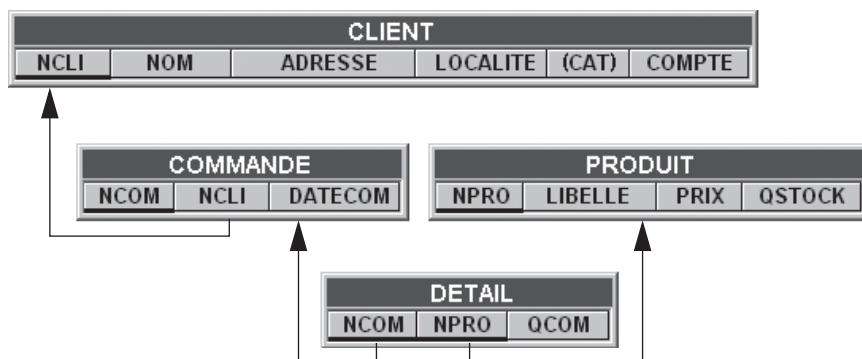 CLIENT
NCLI NOM ADRESSE LOCALITE (CAT) COMPTE
COMMANDE
NCOM NCLI DATECOM
PRODUIT
NPRO LIBELLE PRIX QSTOCK
DETAIL
NCOM NPRO QCOM